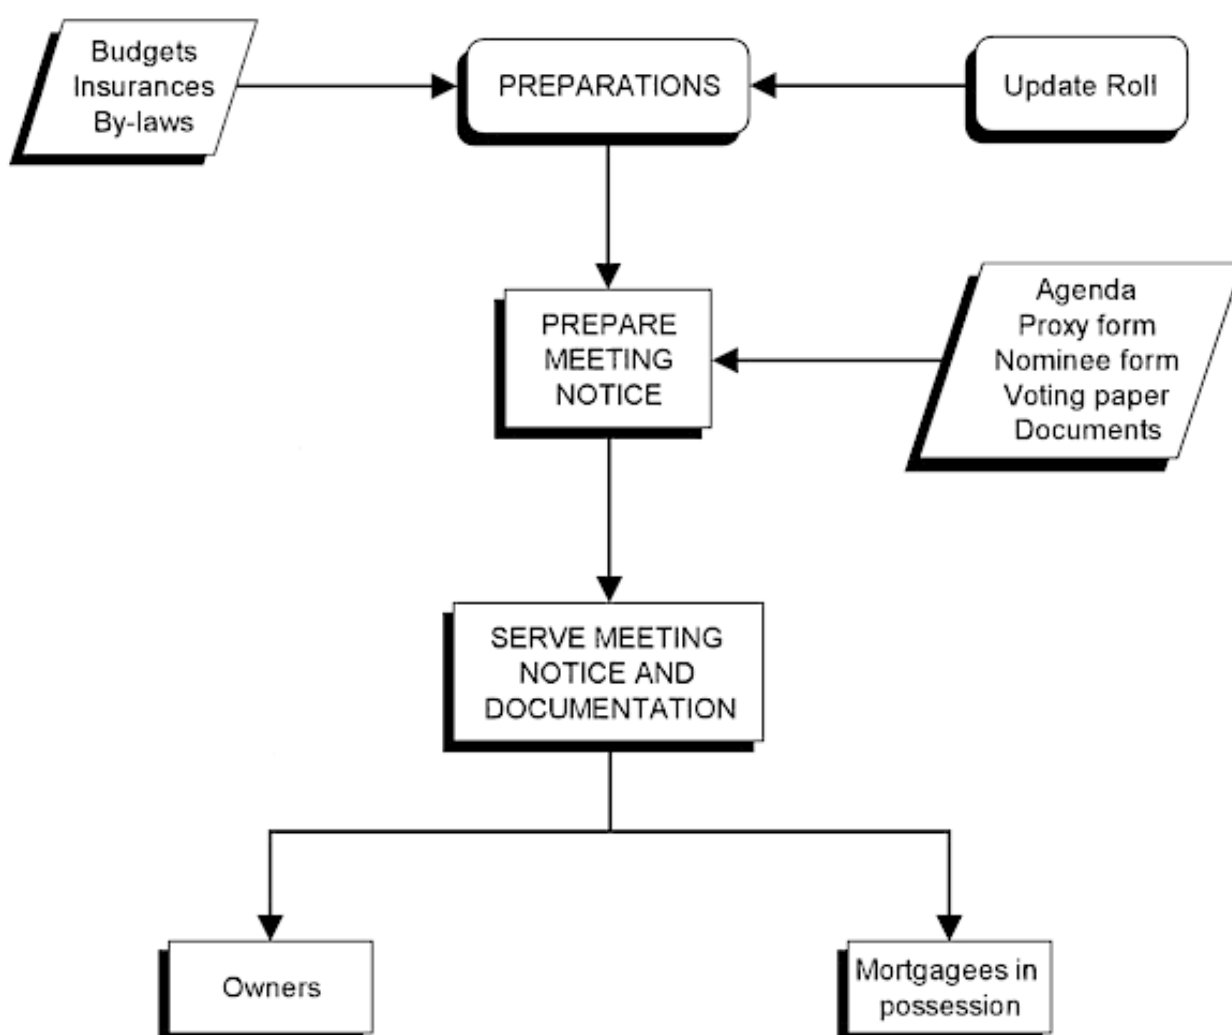 Budgets
Insurances
By-laws
PREPARATIONS
Update Roll
PREPARE
MEETING
NOTICE
Agenda
Proxy form
Nominee form
Voting paper
Documents
SERVE MEETING
NOTICE AND
DOCUMENTATION
Owners
Mortgagees in
possession